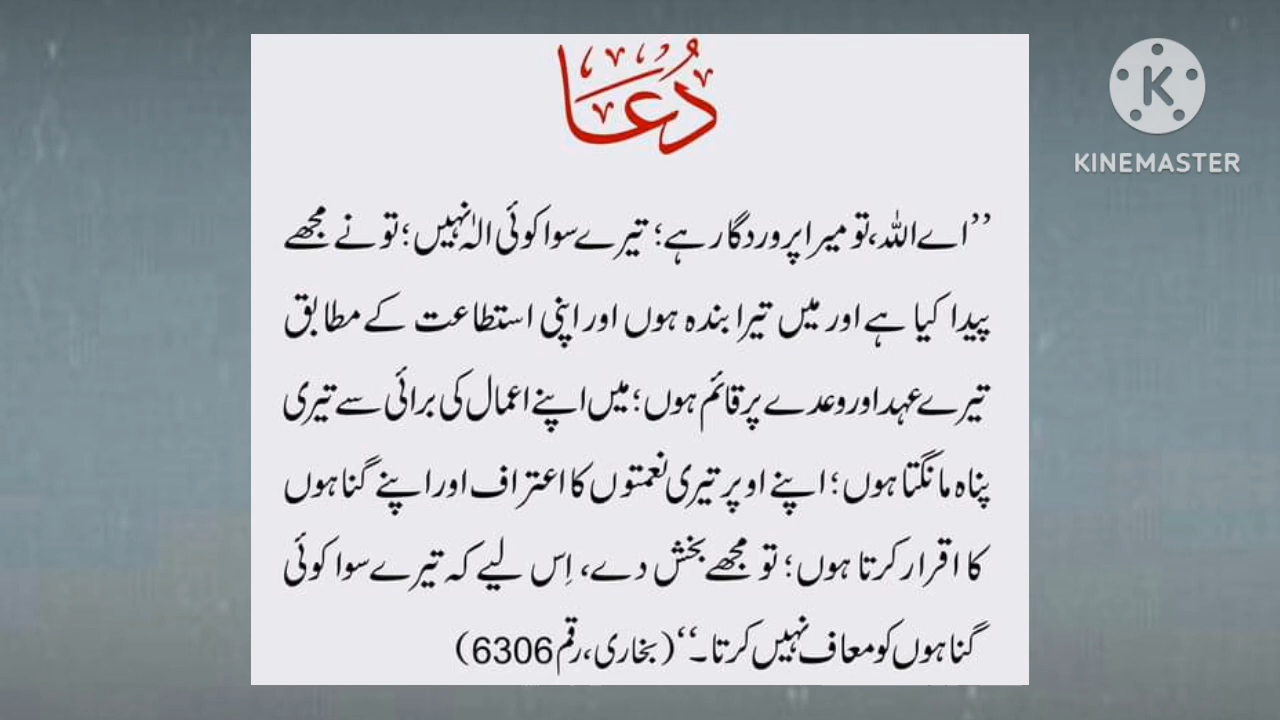 دُعَا
’’اے اللہ، تو میرا پروردگار ہے؛ تیرے سوا کوئی الٰہ نہیں؛ تو نے مجھے
پیدا کیا ہے اور میں تیرا بندہ ہوں اور اپنی استطاعت کے مطابق
تیرے عہد اور وعدے پر قائم ہوں؛ میں اپنے اعمال کی برائی سے تیری
پناہ مانگتا ہوں؛ اپنے اوپر تیری نعمتوں کا اعتراف اور اپنے گناہوں
کا اقرار کرتا ہوں؛ تو مجھے بخش دے، اِس لیے کہ تیرے سوا کوئی
گناہوں کو معاف نہیں کرتا۔‘‘ (بخاری، رقم 6306)
K
KINEMASTER